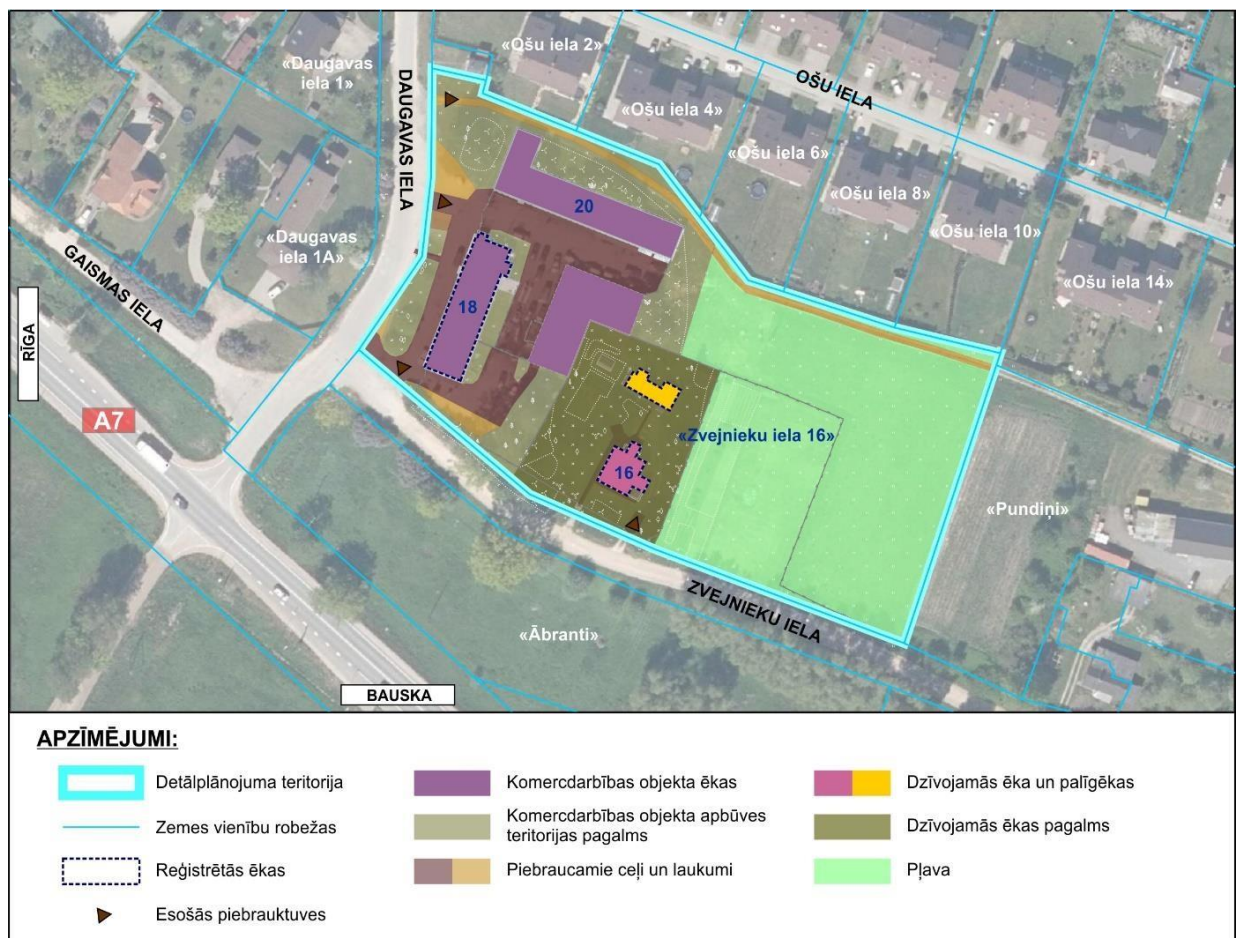 «Ošu iela 2»
«Daugavas
iela 1»
DAUGAVAS IELA
OŠU IELA
«Ošu iela 4»
«Ošu iela 6»
«Ošu iela 8»
20
«Ošu iela 10»
«Daugavas
iela 1A»
GAISMAS IELA
«Ošu iela 14»
18
RĪGA
A7
«Zvejnieku iela 16»
16
«Pundiņi»
ZVEJNIEKU IELA
«Ābranti»
BAUSKA
APZĪMĒJUMI:
Detālplānojuma teritorija
Zemes vienību robežas
Reģistrētās ēkas
Esošās piebrauktuves
Komercdarbības objekta ēkas
Komercdarbības objekta apbūves
teritorijas pagalms
Piebraucamie ceļi un laukumi
Dzīvojamās ēka un palīgēkas
Dzīvojamās ēkas pagalms
Pļava